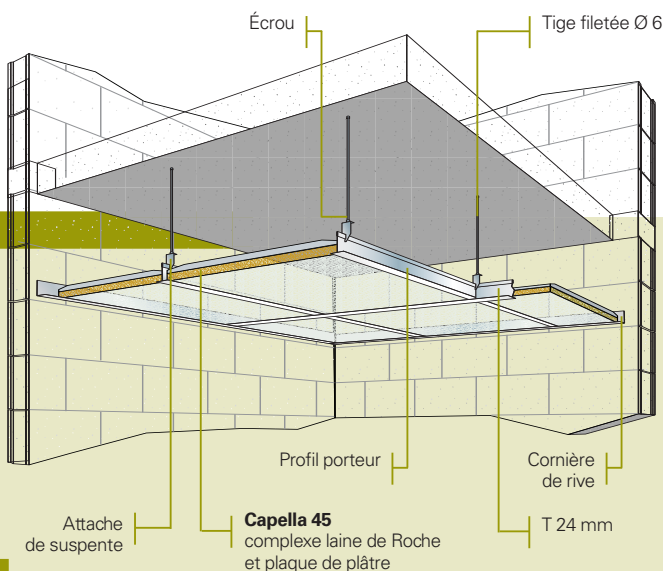 Écrou
Tige filetée Ø 6
Profil porteur
Cornière
de rive
Attache
de suspente
Capella 45
complexe laine de Roche
et plaque de plâtre
T 24 mm